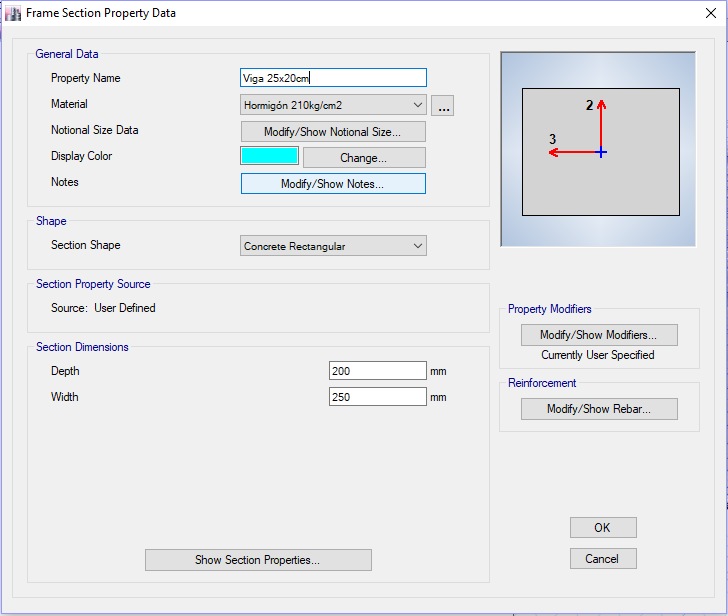 Frame Section Property Data
General Data
Property Name
Viga 25x20cm
Material
Hormigón 210kg/cm2
...
Notional Size Data
Modify/Show Notional Size...
Display Color
Change...
Notes
Modify/Show Notes...
Shape
Section Shape
Concrete Rectangular
Section Property Source
Source: User Defined
Section Dimensions
Depth
200 mm
Width
250 mm
Show Section Properties...
2
3
Property Modifiers
Modify/Show Modifiers...
Currently User Specified
Reinforcement
Modify/Show Rebar...
OK
Cancel